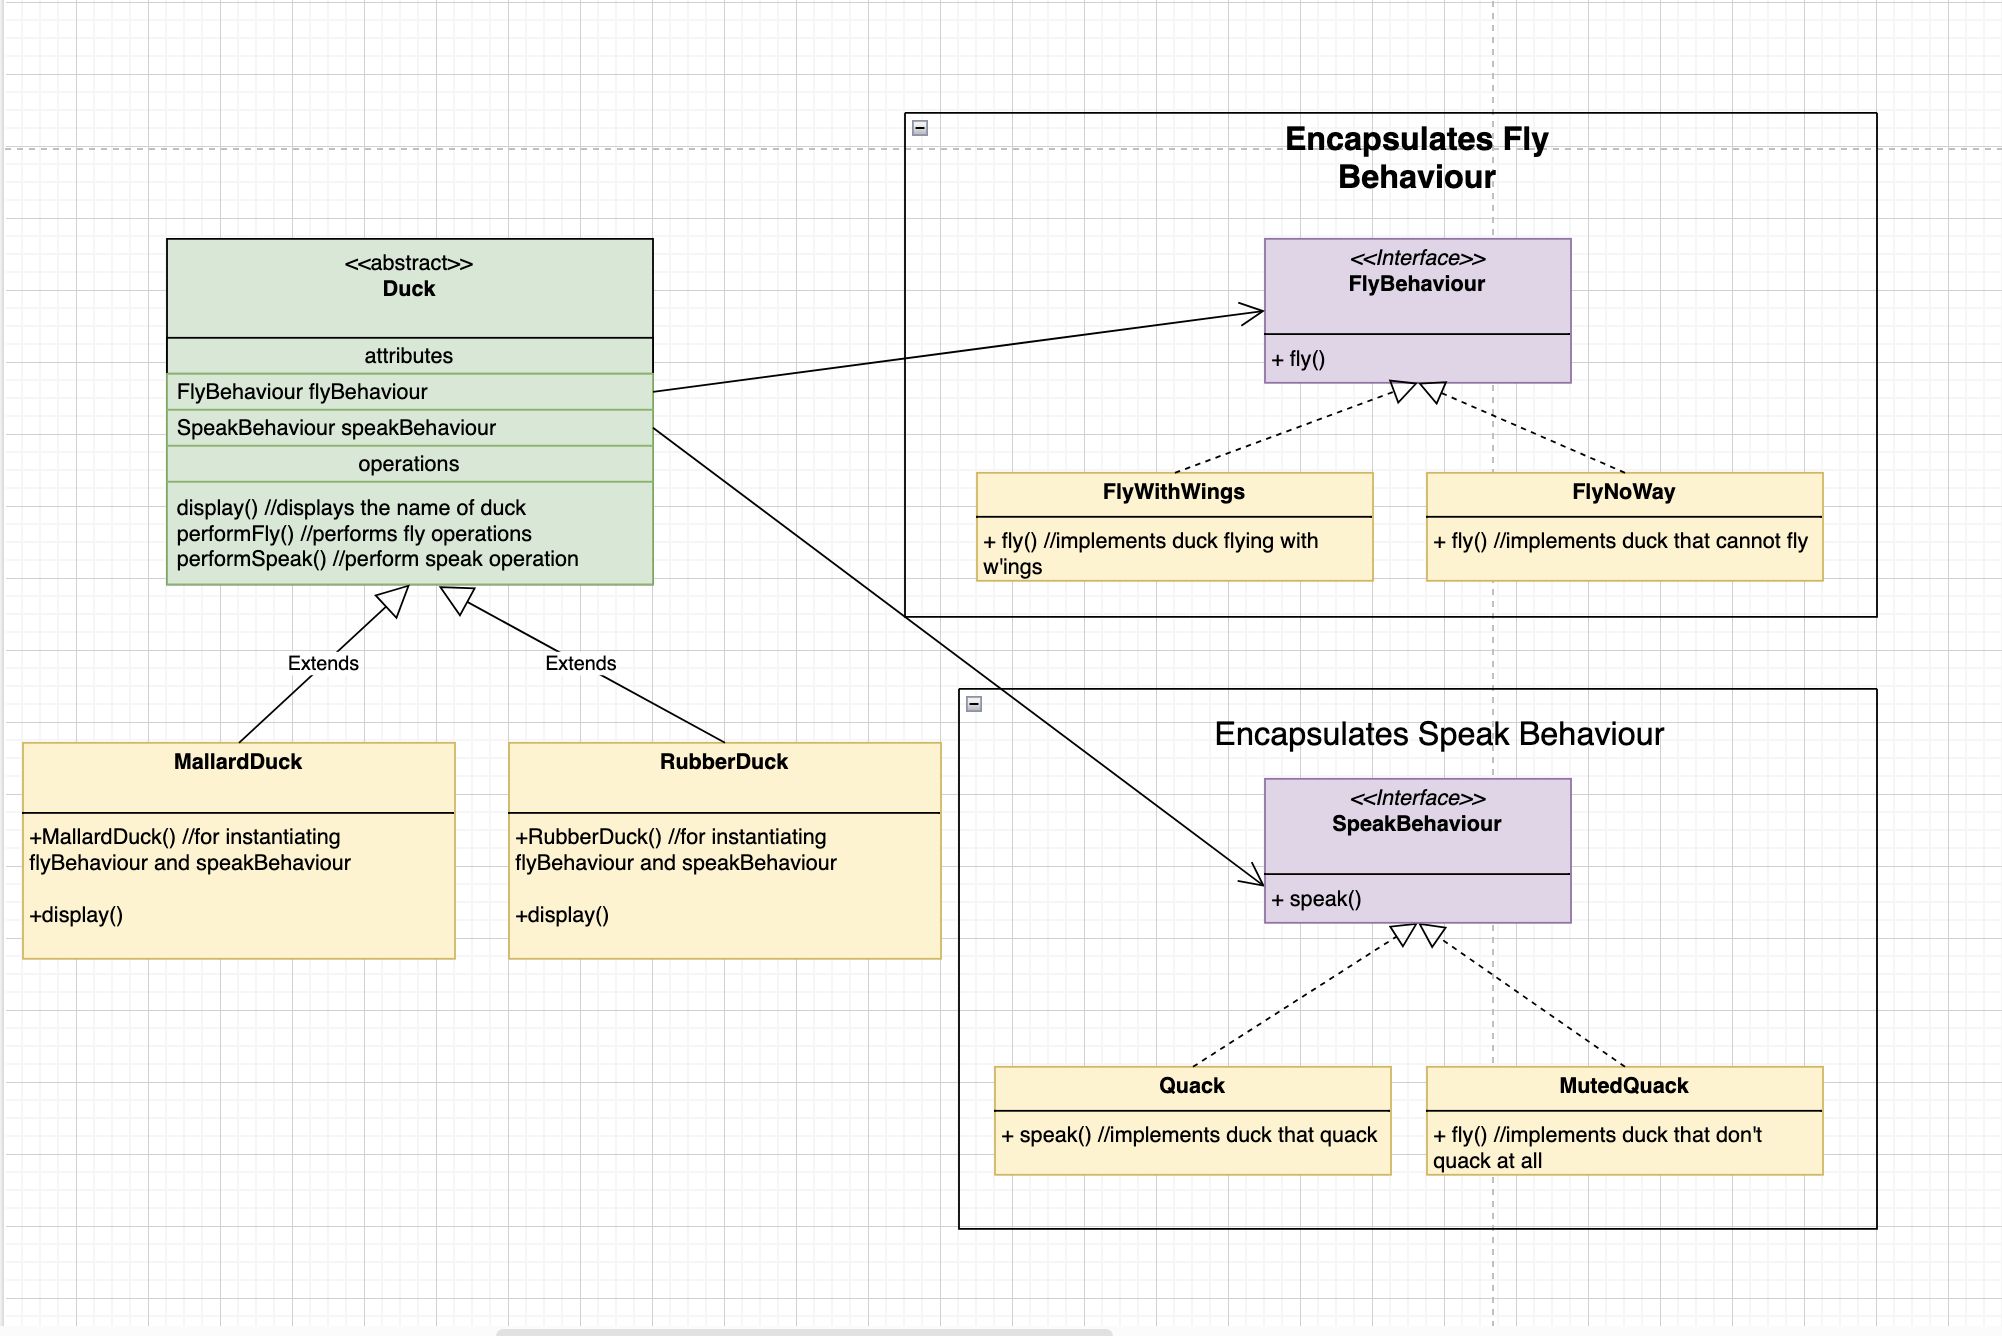 Encapsulates Fly
Behaviour
<<abstract>>
Duck
attributes
FlyBehaviour flyBehaviour
SpeakBehaviour speakBehaviour
operations
display() //displays the name of duck
performFly() //performs fly operations
performSpeak() //perform speak operation
<<Interface>>
FlyBehaviour
+ fly()
FlyWithWings
+ fly() //implements duck flying with
w'ings
FlyNoWay
+ fly() //implements duck that cannot fly
Extends
Extends
MallardDuck
+MallardDuck() //for instantiating
flyBehaviour and speakBehaviour
+display()
RubberDuck
+RubberDuck() //for instantiating
flyBehaviour and speakBehaviour
+display()
Encapsulates Speak Behaviour
<<Interface>>
SpeakBehaviour
+ speak()
Quack
+ speak() //implements duck that quack
MutedQuack
+ fly() //implements duck that don't
quack at all